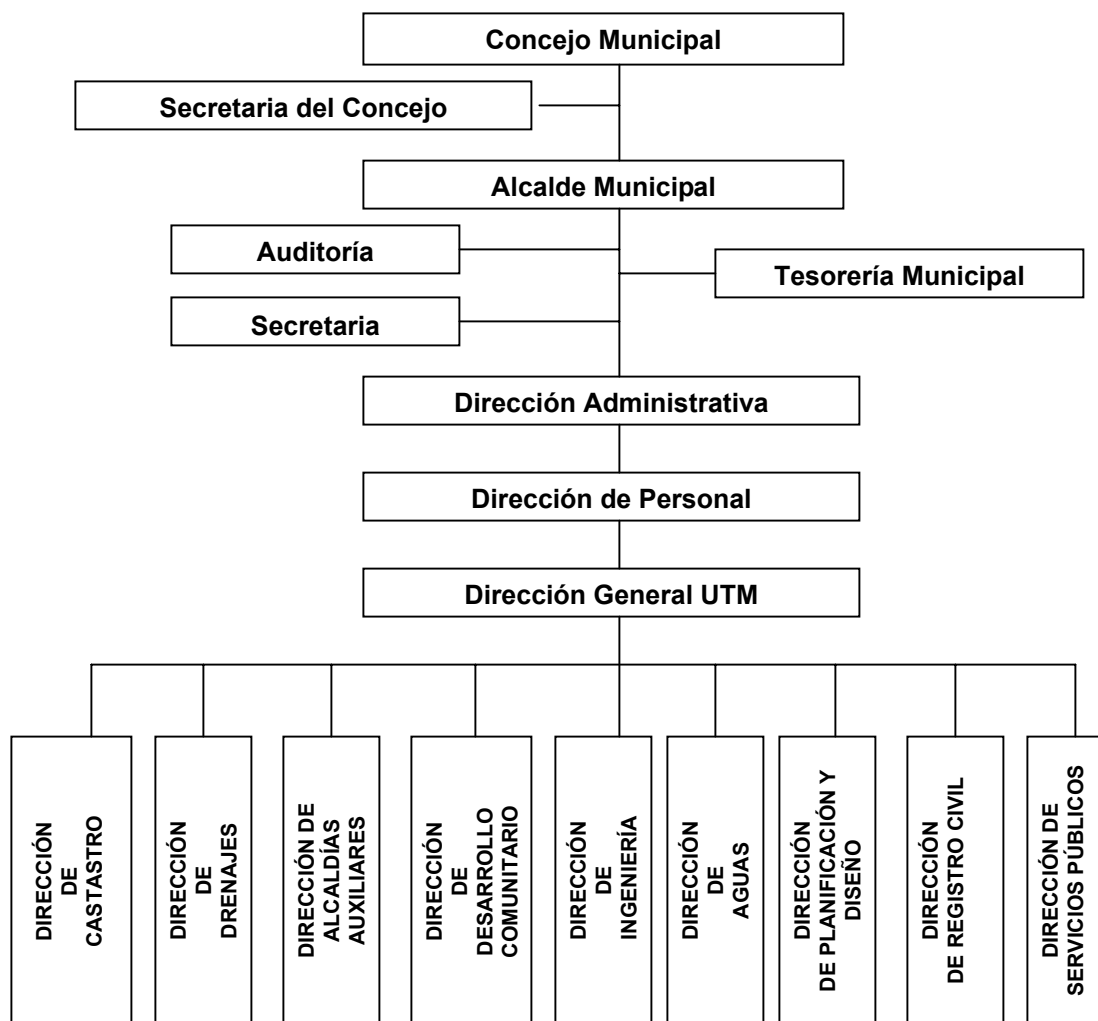 Concejo Municipal
Secretaria del Concejo
Alcalde Municipal
Auditoría
Tesorería Municipal
Secretaria
Dirección Administrativa
Dirección de Personal
Dirección General UTM
DIRECCIÓN
DE
CASTASTRO
DIRECCIÓN
DE
DRENAJES
DIRECCIÓN DE
ALCALDÍAS
AUXILIARES
DIRECCIÓN
DE
DESARROLLO
COMUNITARIO
DIRECCIÓN
DE
INGENIERÍA
DIRECCIÓN
DE
AGUAS
DIRECCIÓN
DE PLANIFICACIÓN Y
DISEÑO
DIRECCIÓN
DE REGISTRO CIVIL
DIRECCIÓN DE
SERVICIOS PÚBLICOS